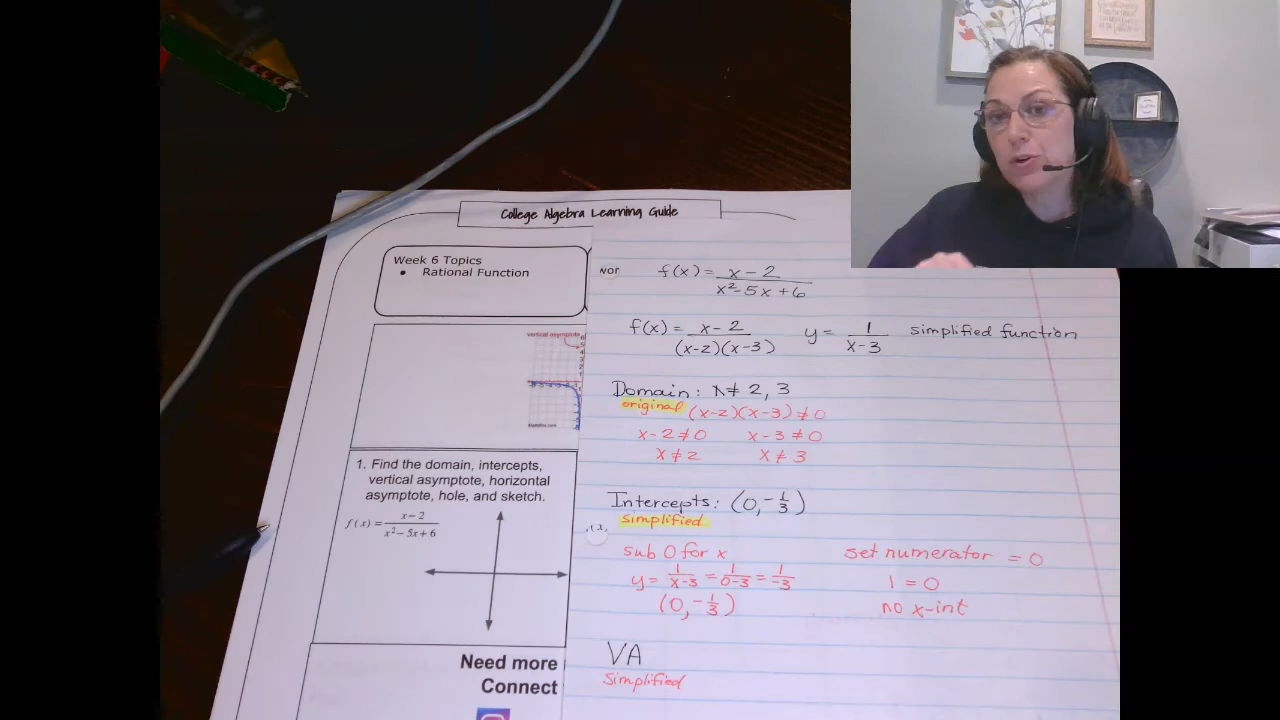 College Algebra Learning Guide
Week 6 Topics
• Rational Function
vertical asymptote
1. Find the domain, intercepts,
vertical asymptote, horizontal
asymptote, hole, and sketch.
f(x) = x-2 / x²-5x+6
Need more
Connect
f(x) = x-2 / x²-5x+6
f(x) = x-2 / (x-2)(x-3) y = 1 / x-3 simplified function
Domain: x≠ 2, 3
original (x-2)(x-3) ≠0
x-2≠0 x-3 ≠0
x≠2 x≠3
Intercepts: (0, -1/3)
simplified
sub 0 for x set numerator = 0
y = 1/x-3 = 1/0-3 = 1/-3 1 = 0
(0, -1/3) no x-int
VA
simplified